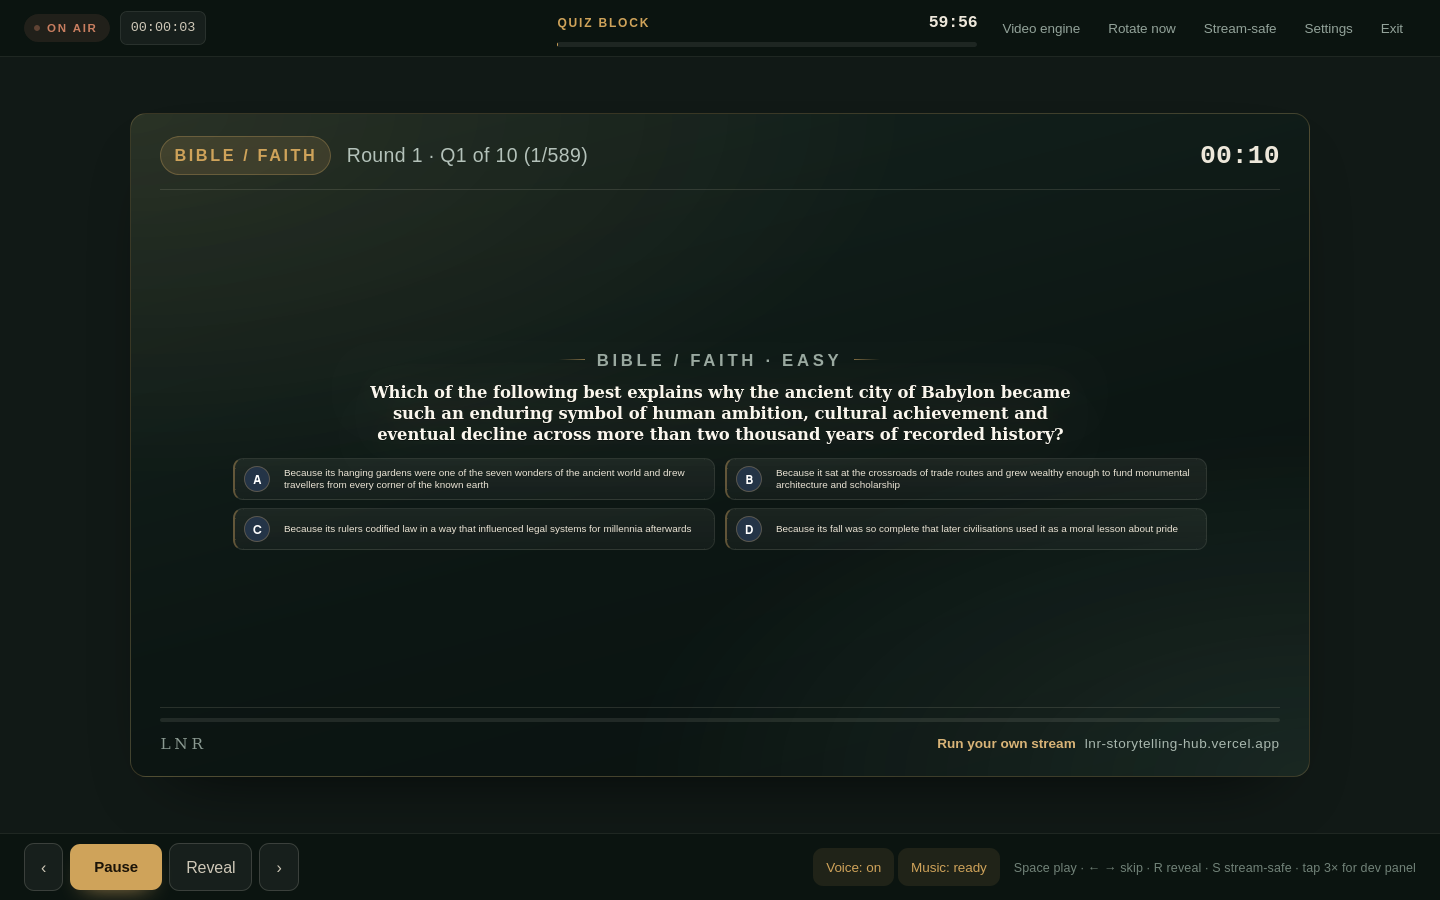 ON AIR
00:00:03
QUIZ BLOCK
59:56
Video engine
Rotate now
Stream-safe
Settings
Exit
BIBLE / FAITH
Round 1 · Q1 of 10 (1/589)
00:10
BIBLE / FAITH · EASY
Which of the following best explains why the ancient city of Babylon became
such an enduring symbol of human ambition, cultural achievement and
eventual decline across more than two thousand years of recorded history?
A
Because its hanging gardens were one of the seven wonders of the ancient world and drew
travellers from every corner of the known earth
B
Because it sat at the crossroads of trade routes and grew wealthy enough to fund monumental
architecture and scholarship
C
Because its rulers codified law in a way that influenced legal systems for millennia afterwards
D
Because its fall was so complete that later civilisations used it as a moral lesson about pride
LNR
Run your own stream lnr-storytelling-hub.vercel.app
‹
Pause
Reveal
›
Voice: on
Music: ready
Space play · ← → skip · R reveal · S stream-safe · tap 3× for dev panel